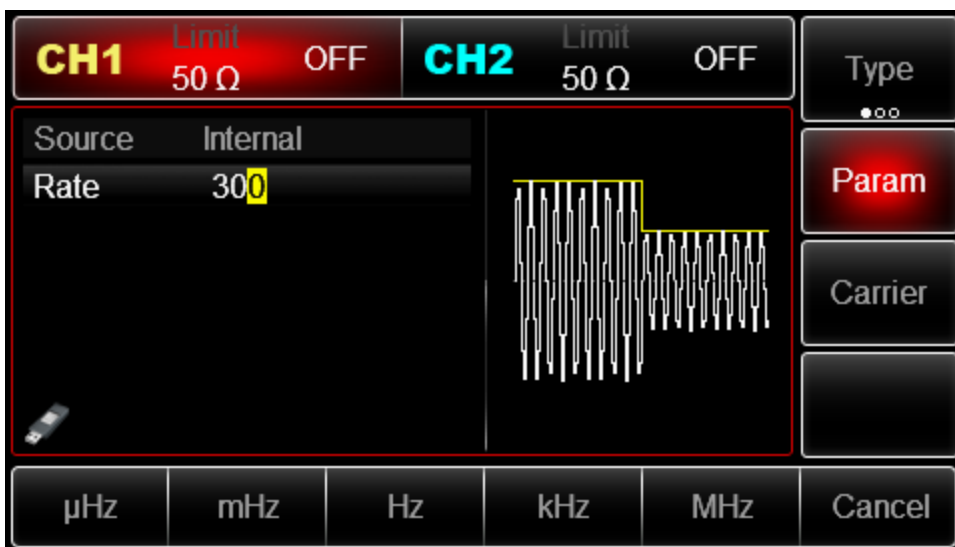 CH1 Limit 50 Ω OFF
CH2 Limit 50 Ω OFF
Type
Source Internal
Rate 300
Param
Carrier
µHz mHz Hz kHz MHz Cancel